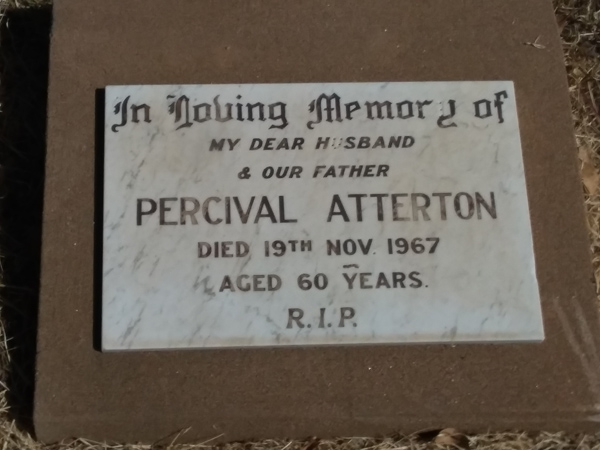 In Loving Memory of
MY DEAR HUSBAND
& OUR FATHER
PERCIVAL ATTERTON
DIED 19TH NOV. 1967
AGED 60 YEARS.
R.I.P.